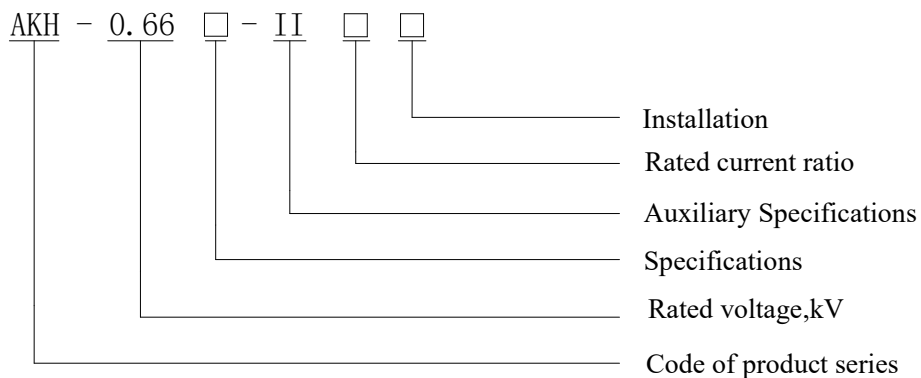 AKH - 0.66 □ - II □ □
Installation
Rated current ratio
Auxiliary Specifications
Specifications
Rated voltage,kV
Code of product series